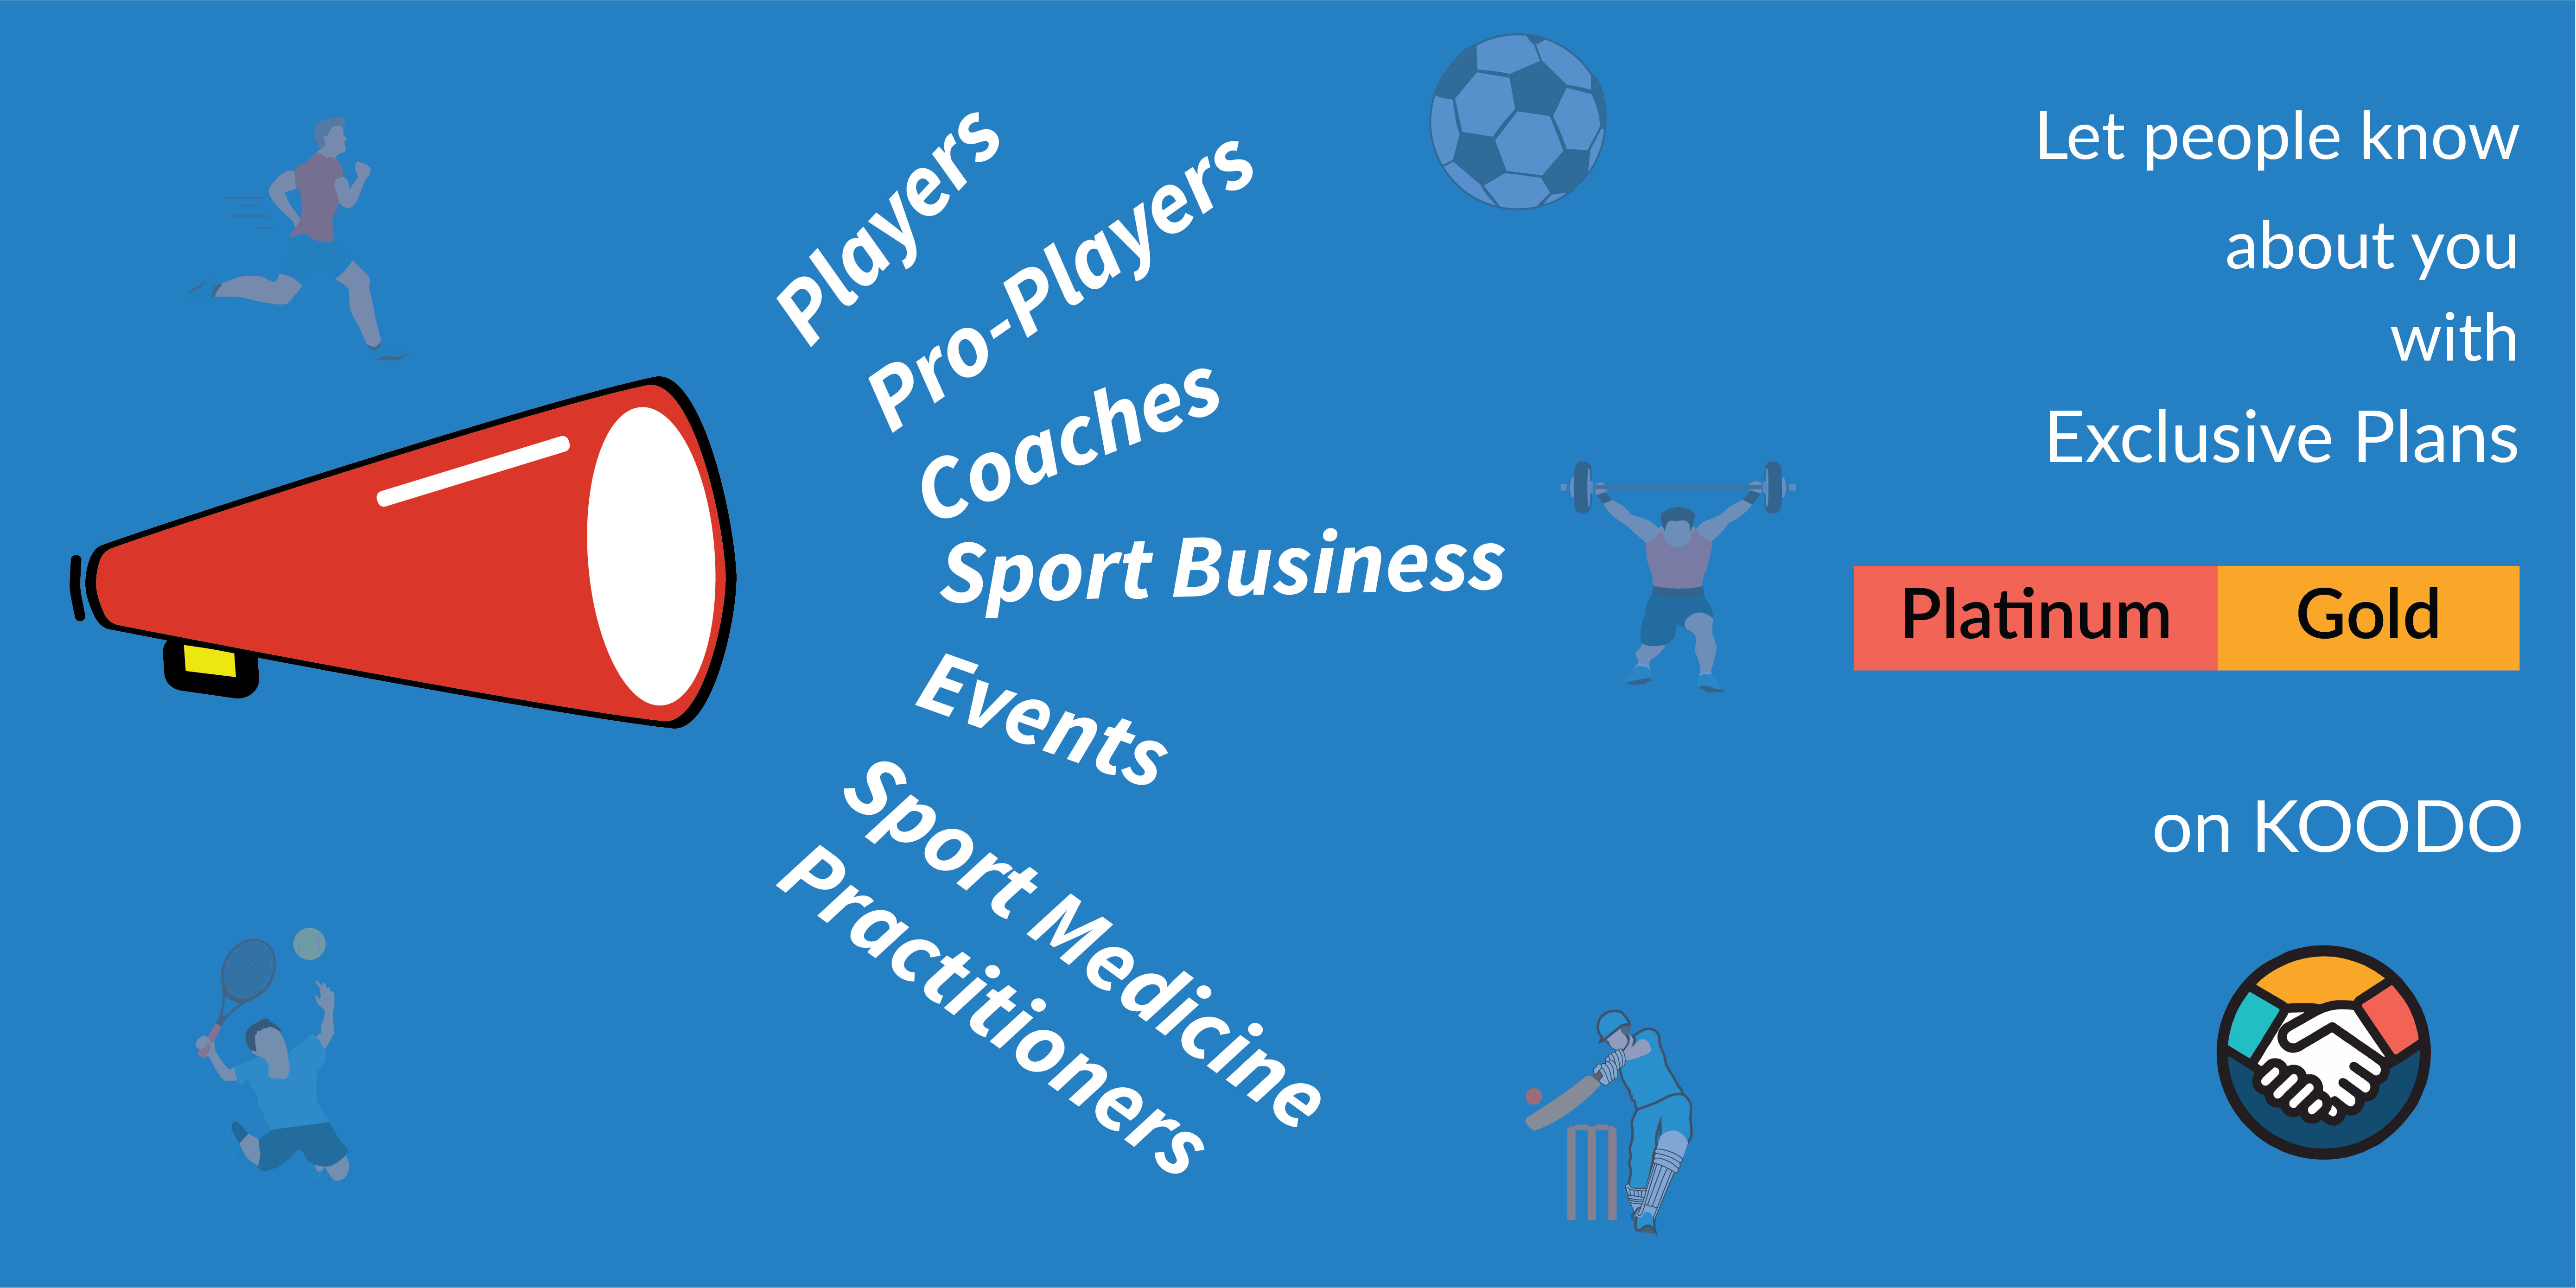 Players
Pro-Players
Coaches
Sport Business
Events
Sport Medicine
Practitioners
Let people know
about you
with
Exclusive Plans
Platinum
Gold
on KOODO